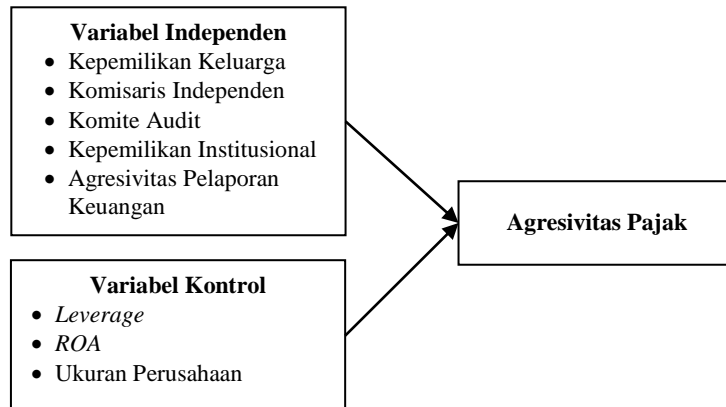 Variabel Independen
• Kepemilikan Keluarga
• Komisaris Independen
• Komite Audit
• Kepemilikan Institusional
• Agresivitas Pelaporan
Keuangan
Agresivitas Pajak
Variabel Kontrol
• Leverage
• ROA
• Ukuran Perusahaan